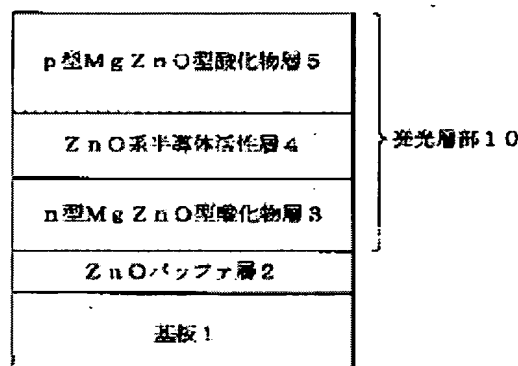 p型MgZnO型酸化物層5
ZnO系半導体活性層4
発光層部10
n型MgZnO型酸化物層3
ZnOバッファ層2
基板1